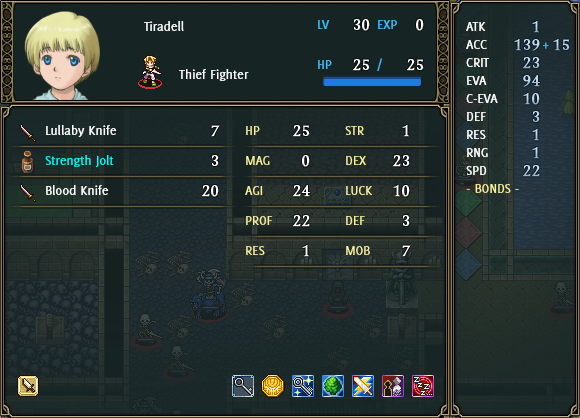 Tiradell
LV 30 EXP 0
Thief Fighter
HP 25 / 25
Lullaby Knife 7
Strength Jolt 3
Blood Knife 20
HP 25 STR 1
MAG 0 DEX 23
AGI 24 LUCK 10
PROF 22 DEF 3
RES 1 MOB 7
ATK 1
ACC 139 + 15
CRIT 23
EVA 94
C-EVA 10
DEF 3
RES 1
RNG 1
SPD 22
- BONDS -